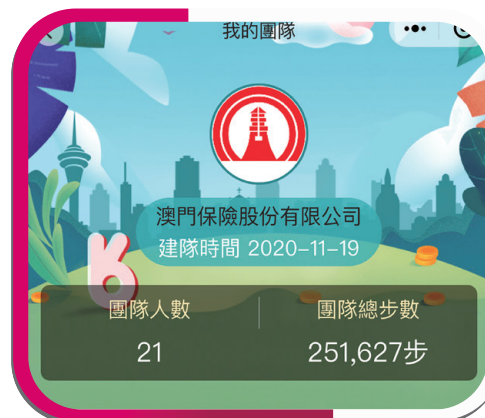 我的團隊
澳門保險股份有限公司
建隊時間 2020-11-19
團隊人數
團隊總步數
21
251,627步